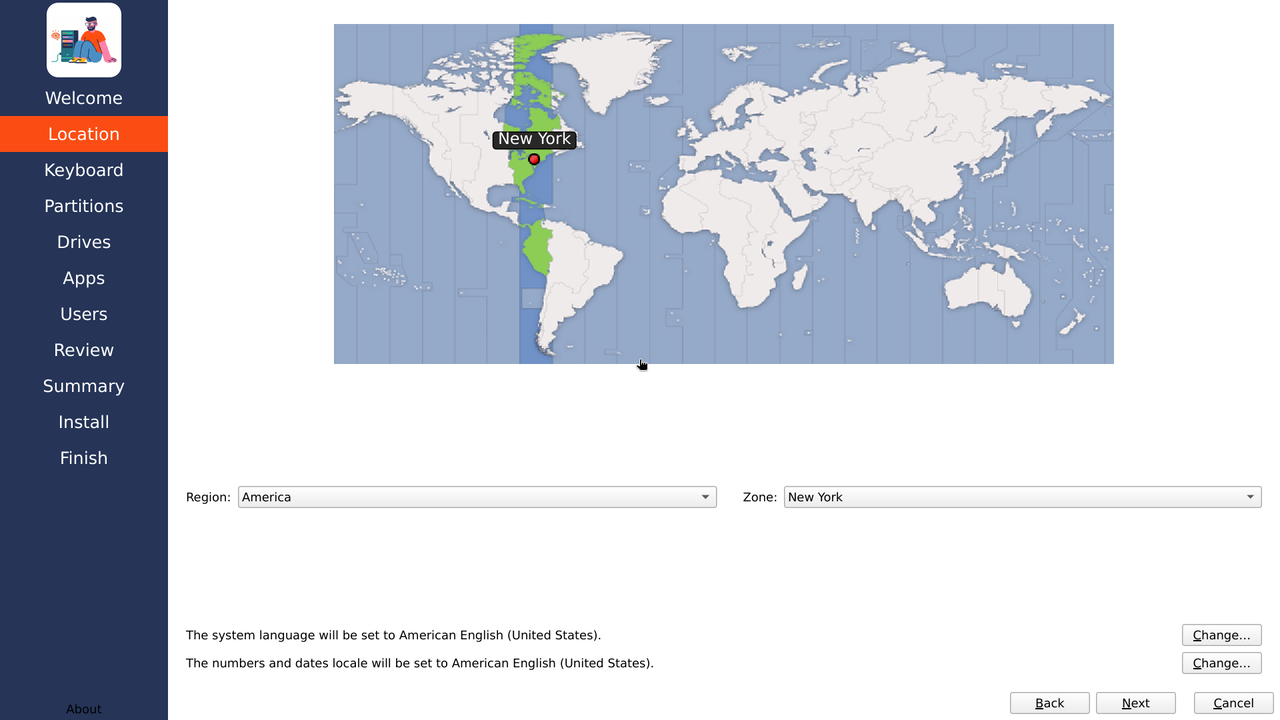 Welcome
Location
Keyboard
Partitions
Drives
Apps
Users
Review
Summary
Install
Finish
About
New York
Region: America
Zone: New York
The system language will be set to American English (United States).
Change...
The numbers and dates locale will be set to American English (United States).
Change...
Back
Next
Cancel